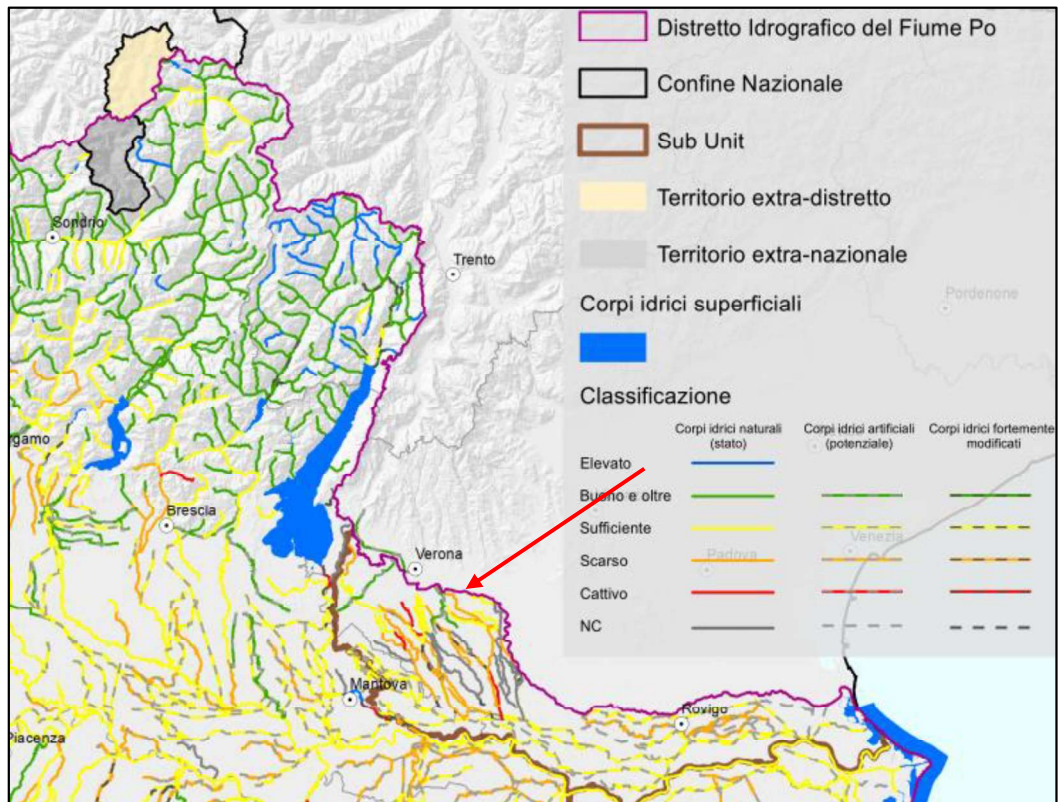 Distretto Idrografico del Fiume Po
Confine Nazionale
Sub Unit
Territorio extra-distretto
Territorio extra-nazionale
Corpi idrici superficiali
Classificazione
Corpi idrici naturali
(stato)
Corpi idrici artificiali
(potenziale)
Corpi idrici fortemente
modificati
Elevato
Buono e oltre
Sufficiente
Scarso
Cattivo
NC
Sondrio
Trento
Pordenone
gamo
Brescia
Verona
Padova
Venezia
Mantova
Rovigo
Piacenza